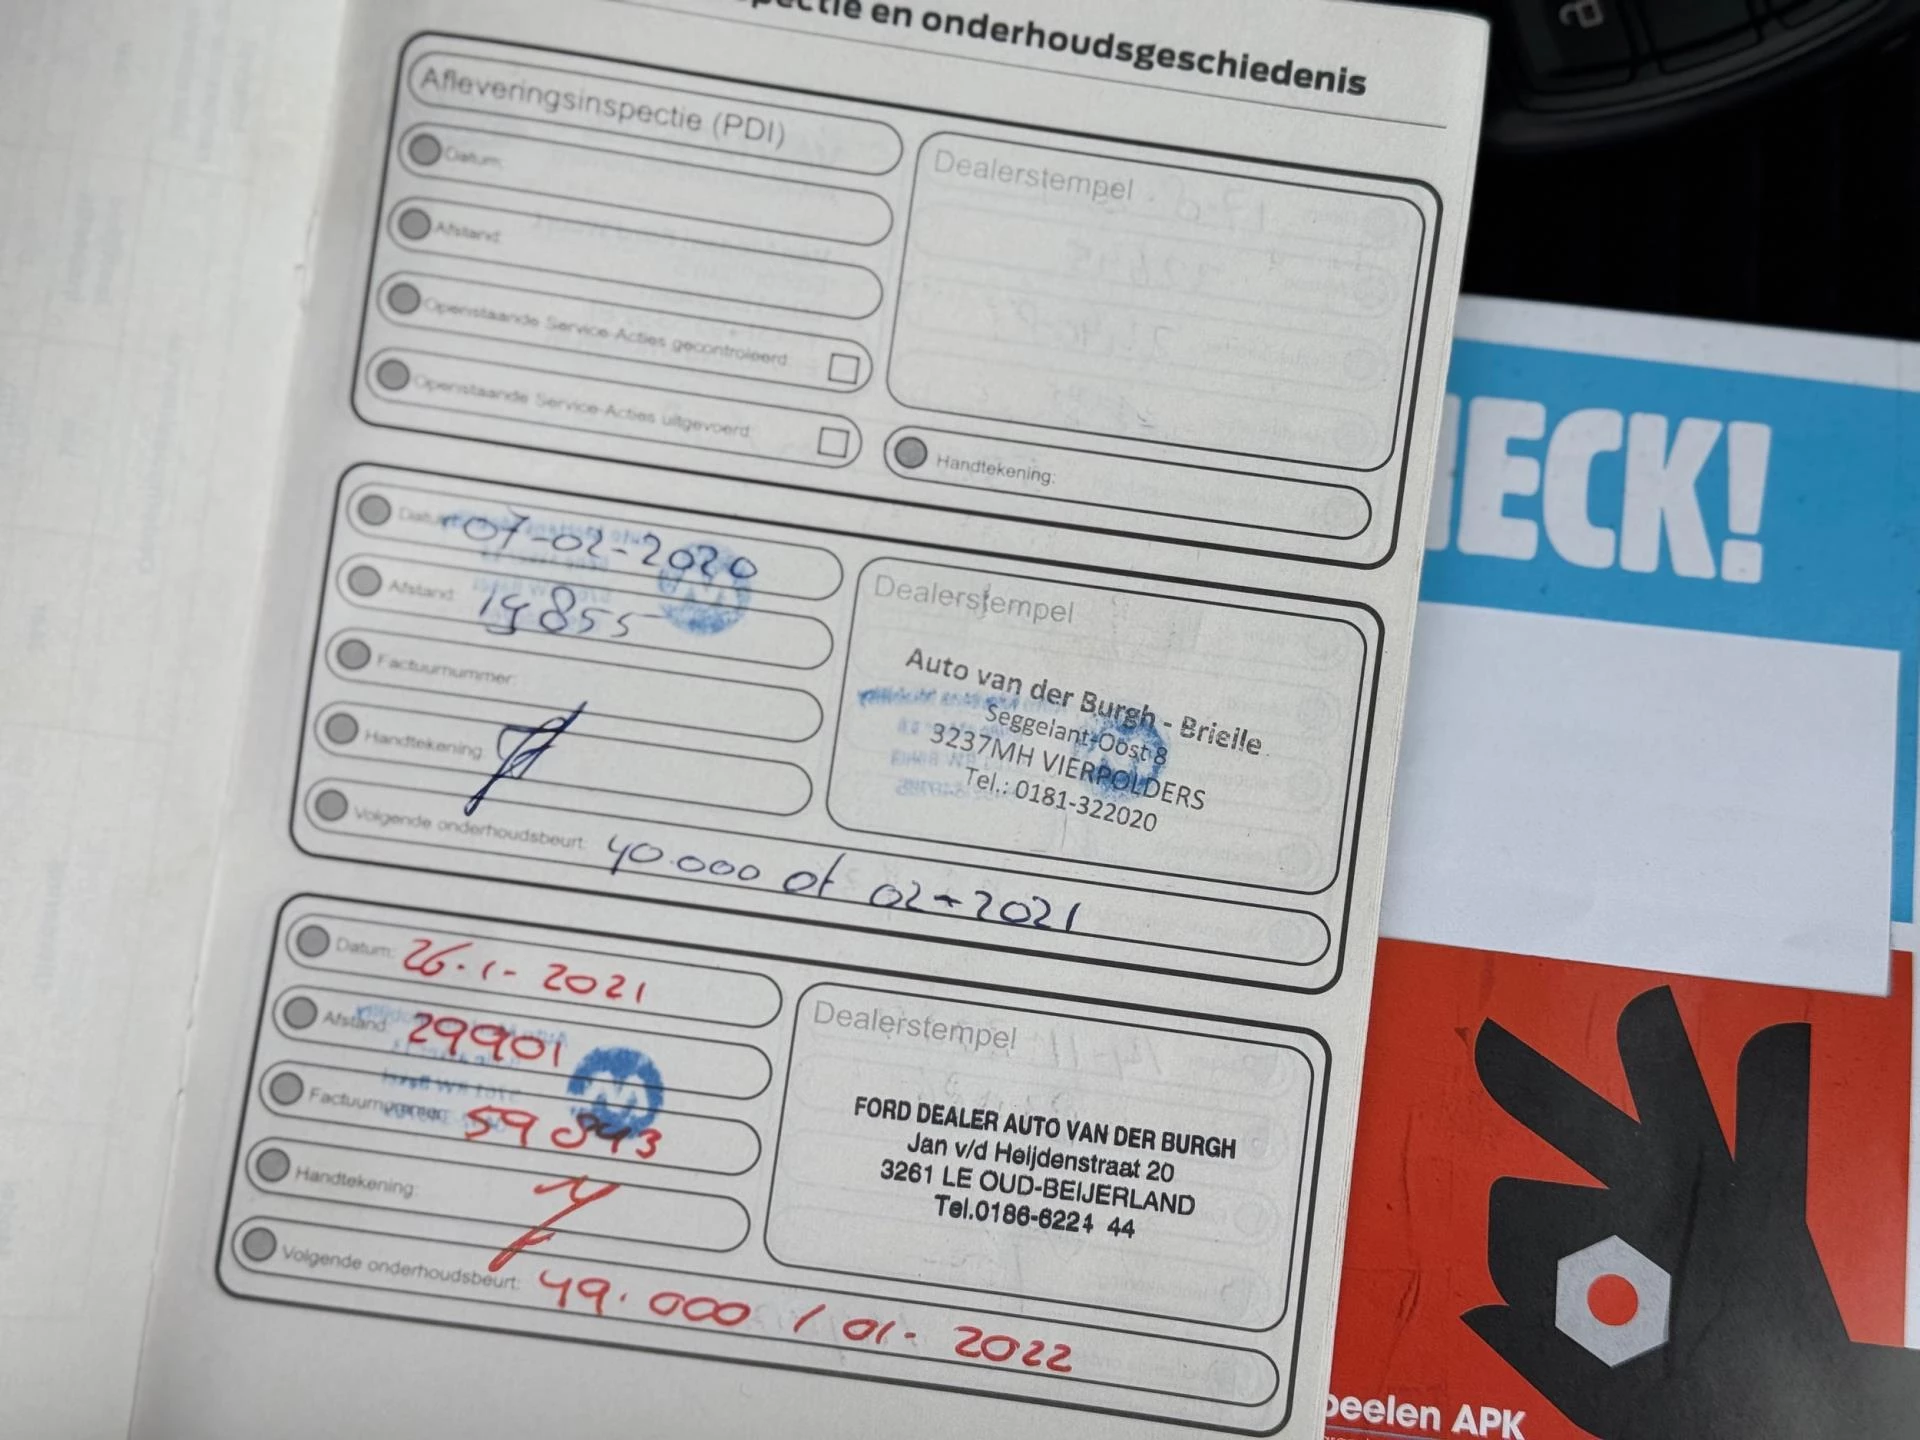 en onderhoudsgeschiedenis
Afleveringsinspectie (PDI)
Datum:
Afstand:
Openstaande Service-Acties gecontroleerd:
Openstaande Service-Acties uitgevoerd:
Dealerstempel
Handtekening:
Datum: 07-02-2020
Afstand: 19855
Factuurnummer:
Handtekening:
Volgende onderhoudsbeurt: 40.000 of 02-2021
Dealerstempel
Auto van der Burgh - Brielle
Seggelant-Oost 8
3237MH VIERPOLDERS
Tel.: 0181-322020
Datum: 26-1-2021
Afstand: 29901
Factuurnummer:
Handtekening:
Volgende onderhoudsbeurt: 49.000 / 01-2022
Dealerstempel
FORD DEALER AUTO VAN DER BURGH
Jan v/d Heijdenstraat 20
3261 LE OUD-BEIJERLAND
Tel.0186-6221 44
ECK!
APK